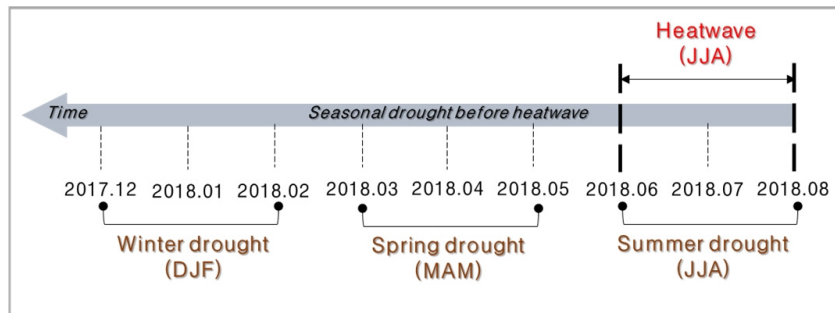 Heatwave
(JJA)
Time
Seasonal drought before heatwave
2017.12 2018.01 2018.02 2018.03 2018.04 2018.05 2018.06 2018.07 2018.08
Winter drought
(DJF)
Spring drought
(MAM)
Summer drought
(JJA)